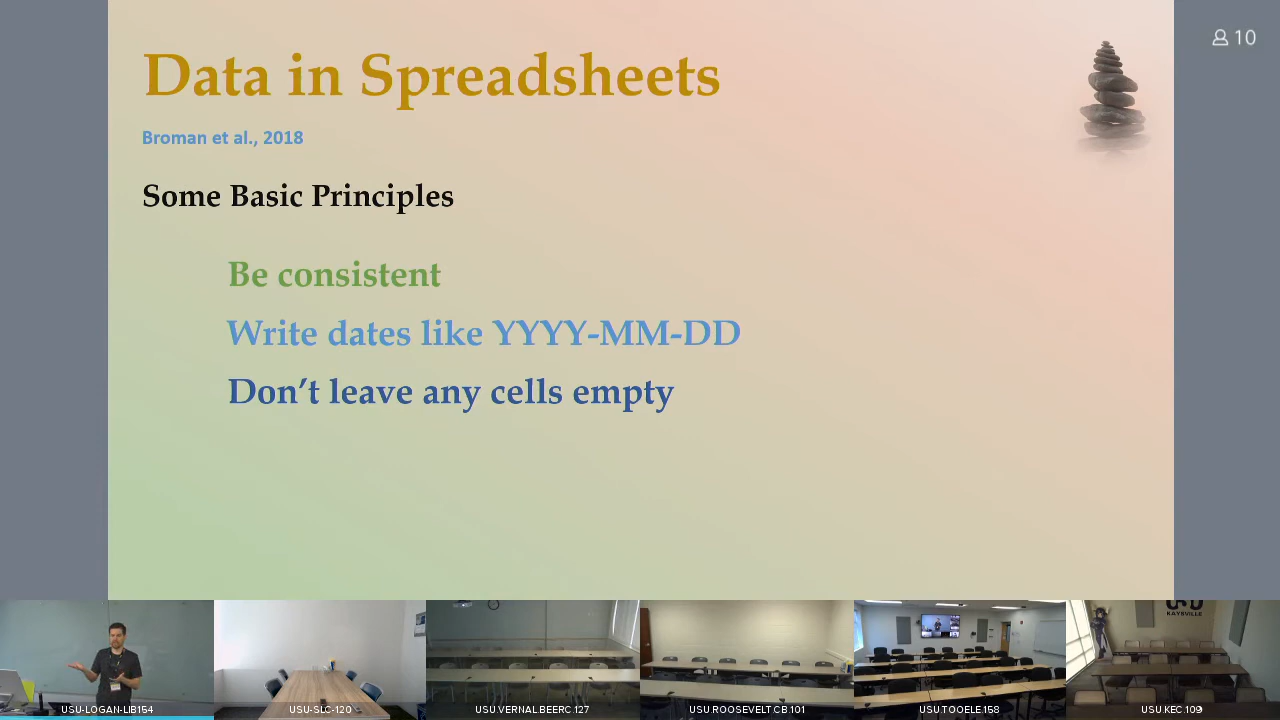 Data in Spreadsheets
10
Broman et al., 2018
Some Basic Principles
Be consistent
Write dates like YYYY-MM-DD
Don’t leave any cells empty
USU
KAYSVILLE
USU-LOGAN-LIB154
USU-SLC-120
USU.VERNAL.BEERC.127
USU.ROOSEVELT.CB.101
USU.TOOELE.158
USU.KEC.109